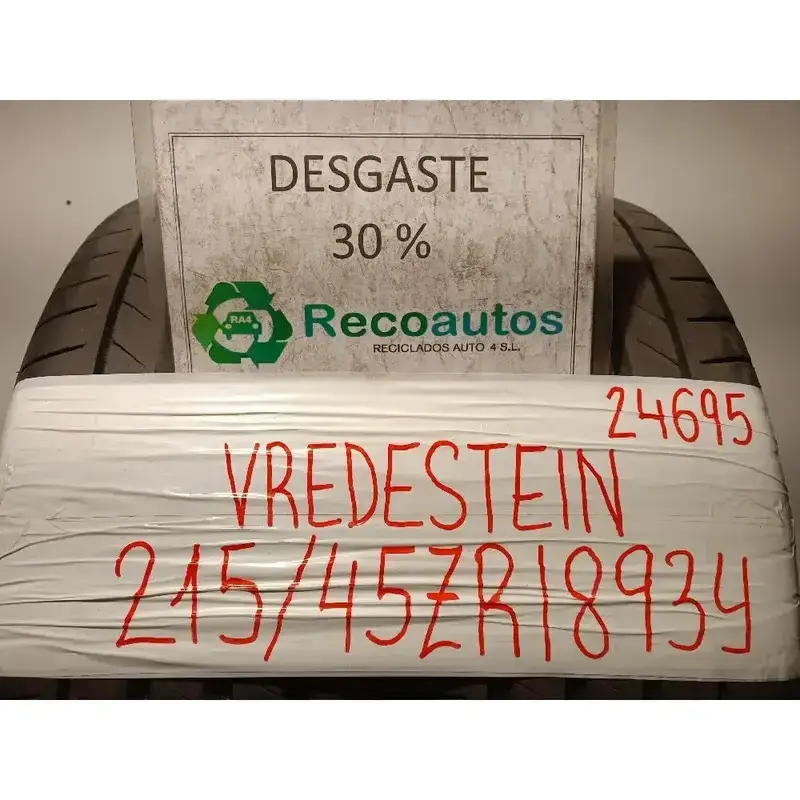 DESGASTE
30 %
RA4
Recoautos
RECICLADOS AUTO 4 S.L.
24695
VREDESTEIN
215/45ZR1893Y